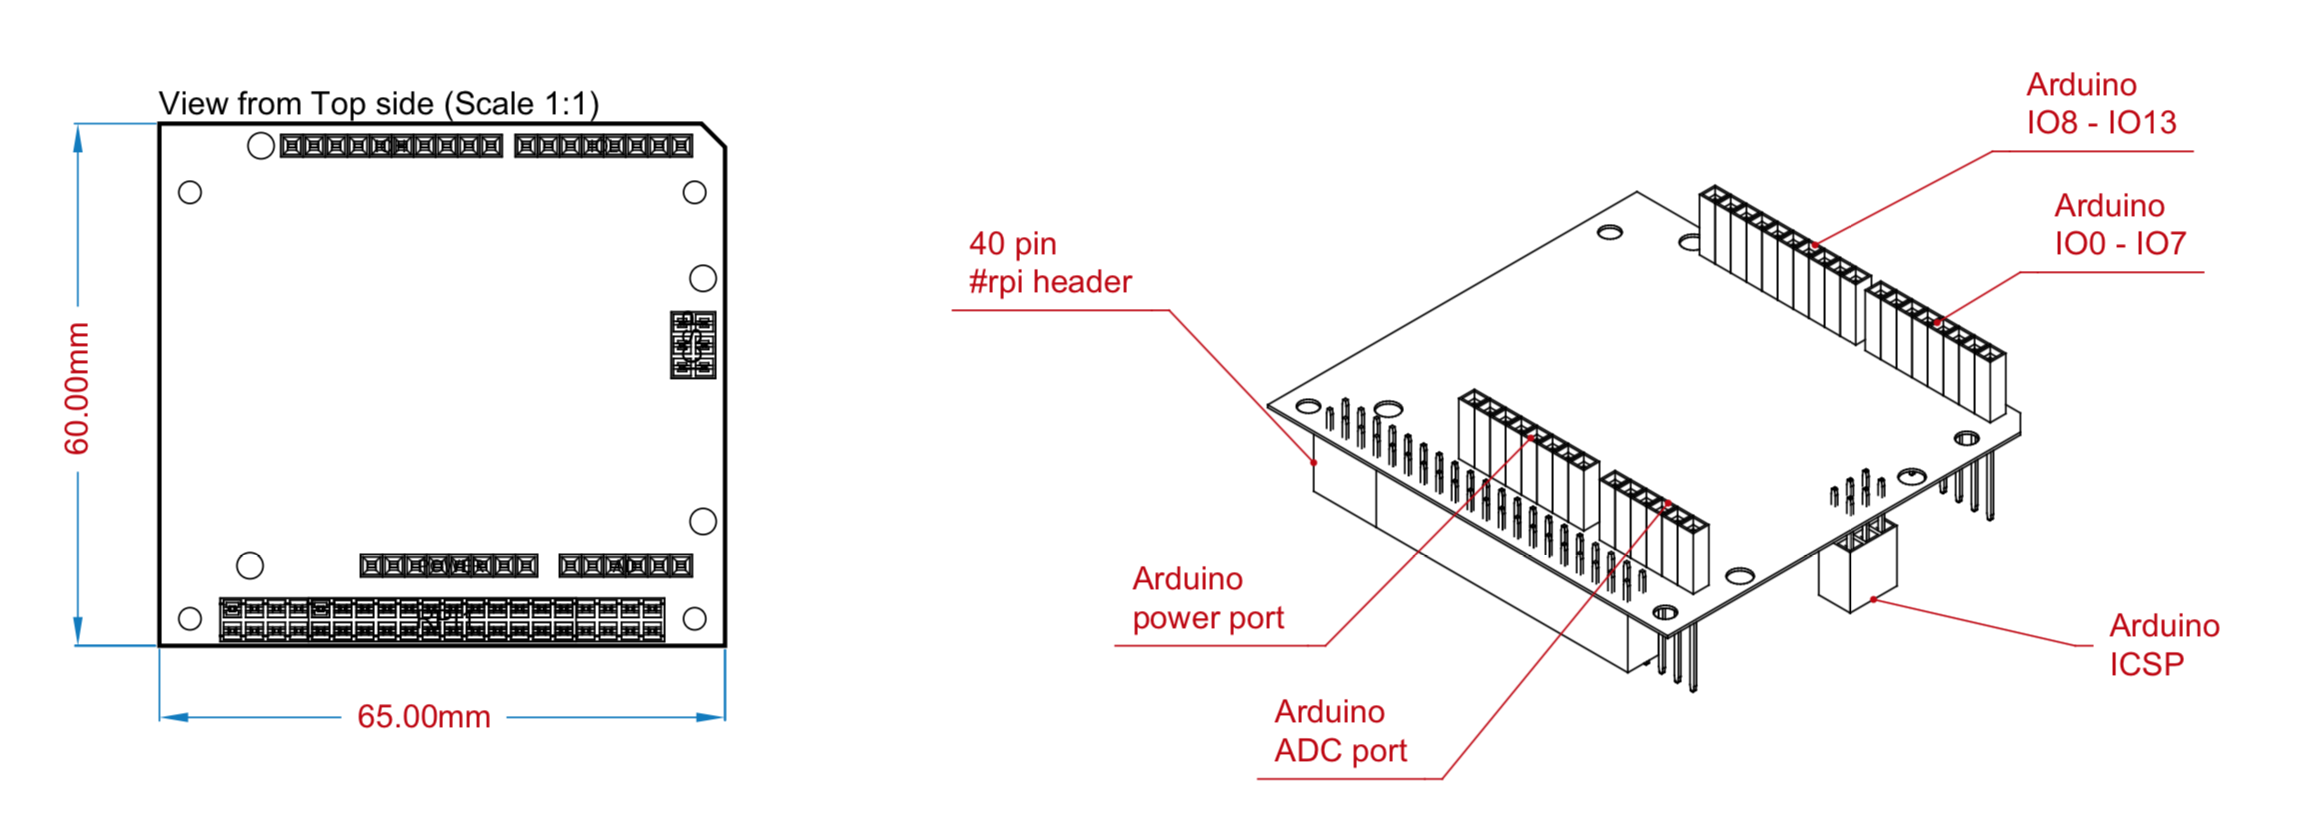 View from Top side (Scale 1:1)
60.00mm
65.00mm
40 pin
#rpi header
Arduino
IO8 - IO13
Arduino
IO0 - IO7
Arduino
power port
Arduino
ADC port
Arduino
ICSP